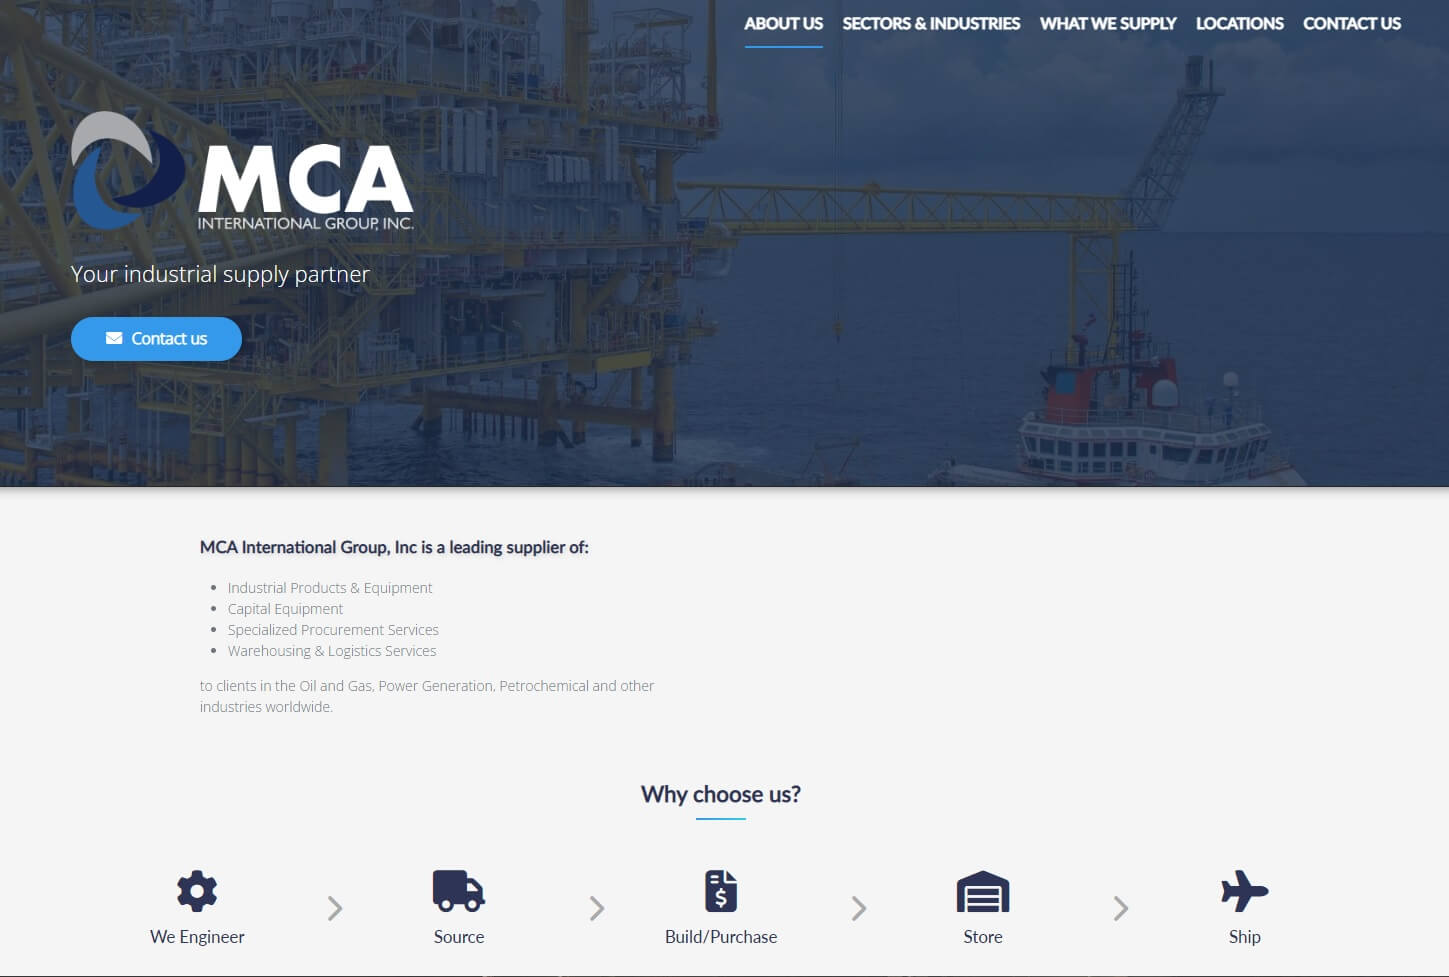 ABOUT US SECTORS & INDUSTRIES WHAT WE SUPPLY LOCATIONS CONTACT US
MCA
INTERNATIONAL GROUP, INC.
Your industrial supply partner
Contact us
MCA International Group, Inc is a leading supplier of:
• Industrial Products & Equipment
• Capital Equipment
• Specialized Procurement Services
• Warehousing & Logistics Services
to clients in the Oil and Gas, Power Generation, Petrochemical and other
industries worldwide.
Why choose us?
We Engineer Source Build/Purchase Store Ship